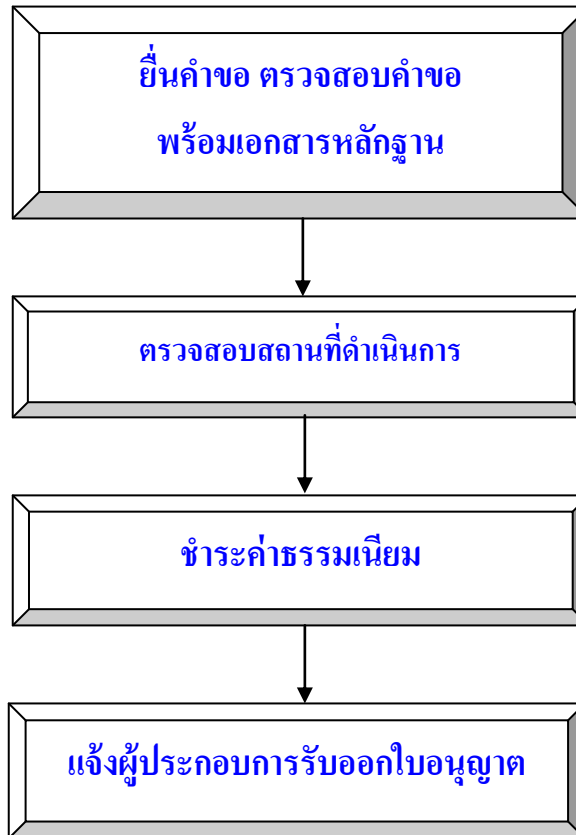 ยื่นคำขอ ตรวจสอบคำขอ
พร้อมเอกสารหลักฐาน
ตรวจสอบสถานที่ดำเนินการ
ชำระค่าธรรมเนียม
แจ้งผู้ประกอบการรับออกใบอนุญาต